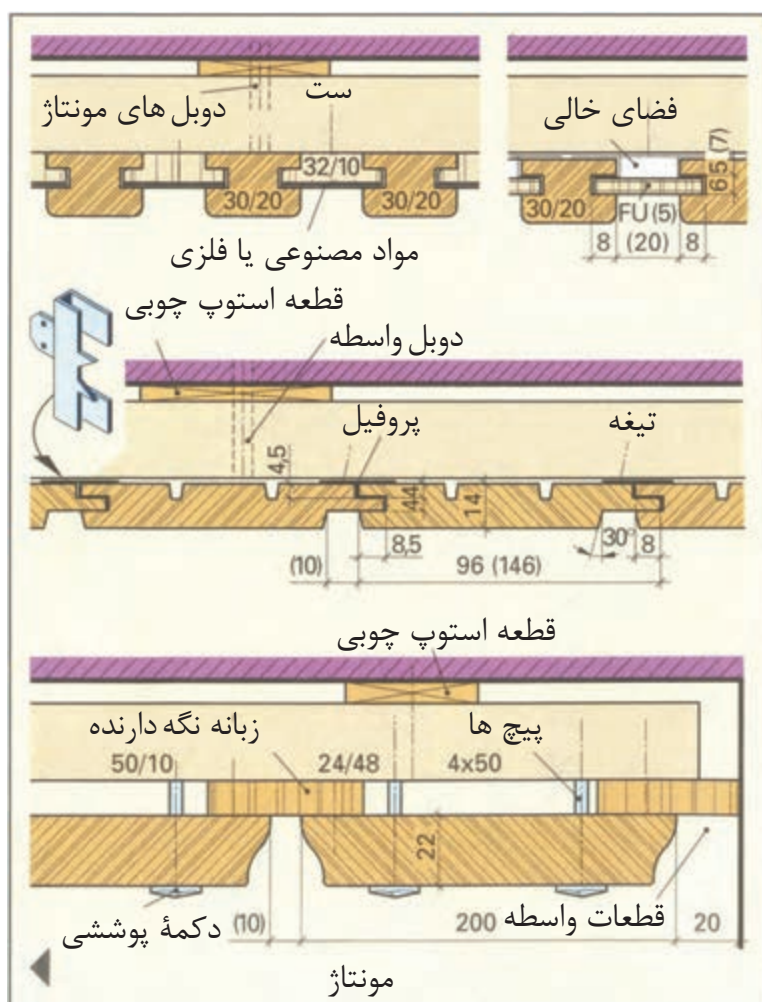 ست
دوبل های مونتاژ
32/10
30/20
30/20
مواد مصنوعی یا فلزی
فضای خالی
6,5 (7)
30/20
FU (5)
8
(20)
8
قطعه استوپ چوبی
دوبل واسطه
پروفیل
تیغه
4,5
44
14
(10)
8,5
96 (146)
30°
8
قطعه استوپ چوبی
زبانه نگه دارنده
پیچ ها
50/10
24/48
4x50
22
دکمهٔ پوششی
(10)
200
قطعات واسطه
20
مونتاژ